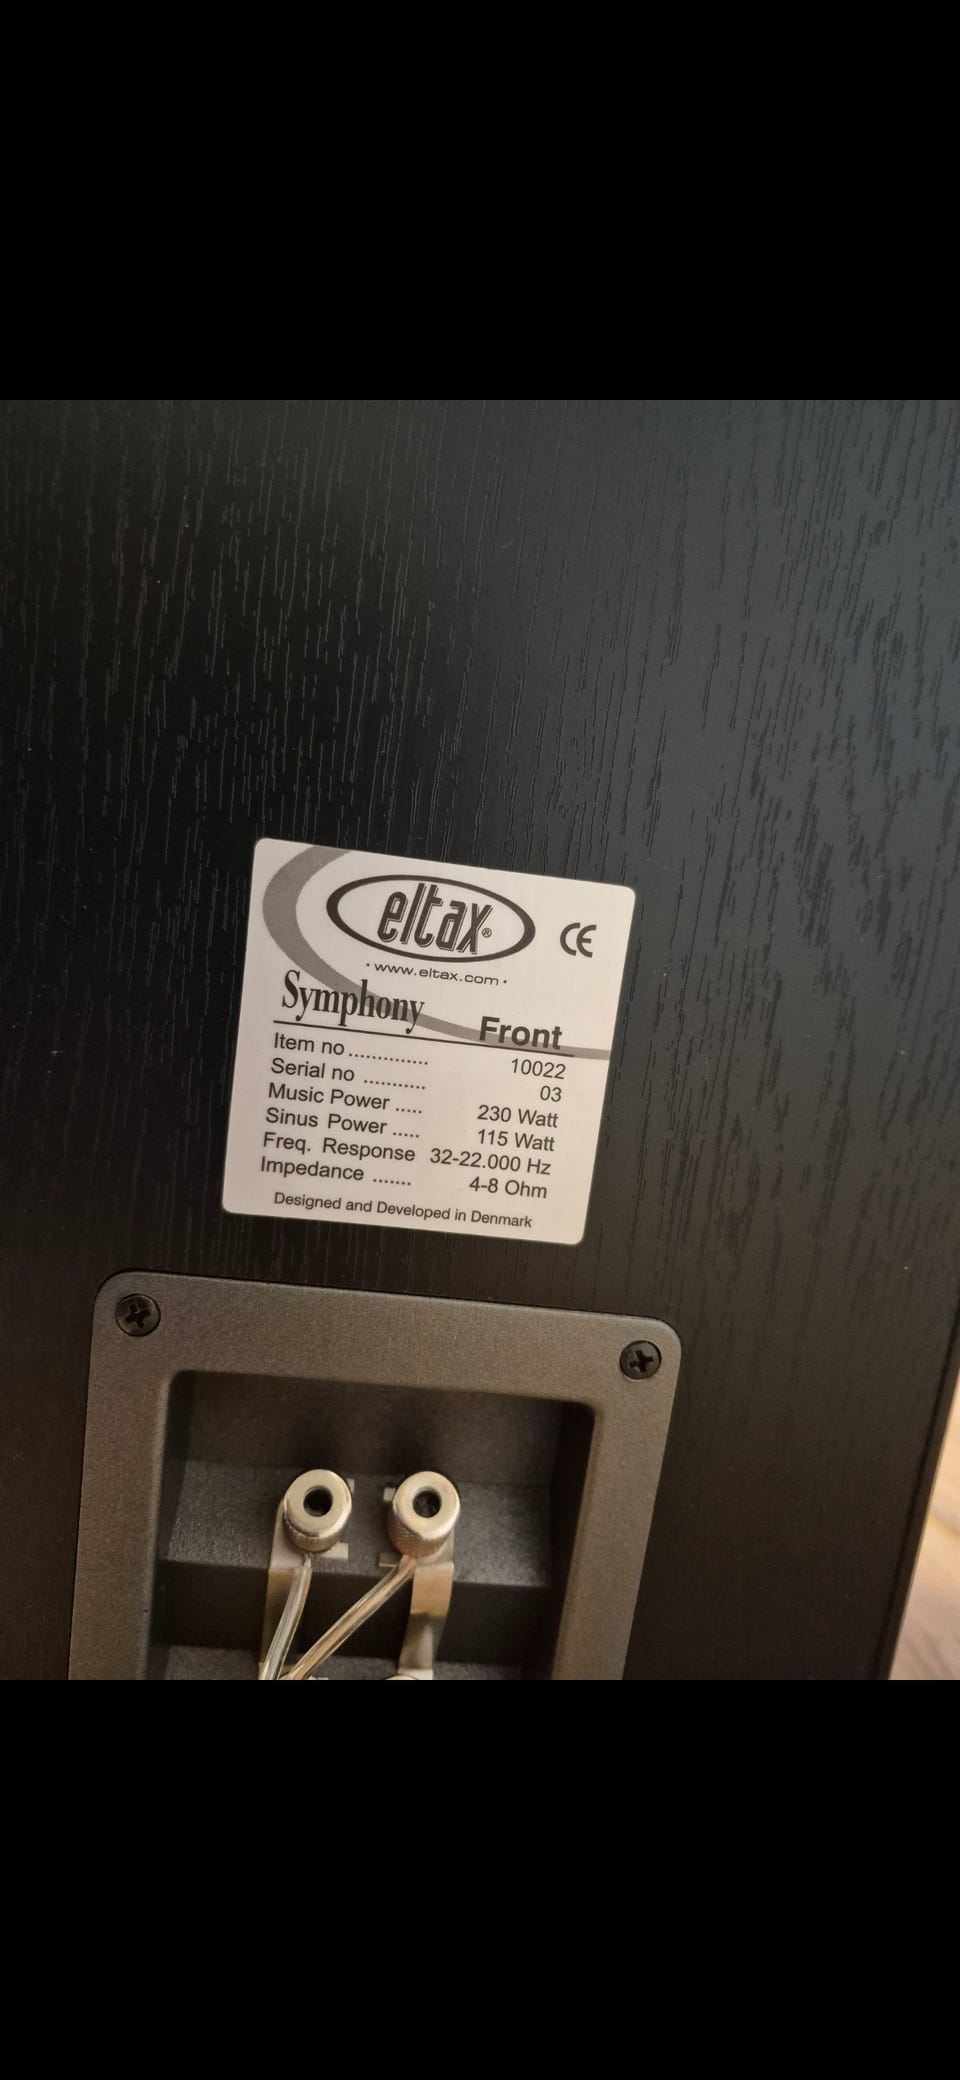 eltax®
CE
· www.eltax.com ·
Symphony Front
Item no .............. 10022
Serial no ........... 03
Music Power ..... 230 Watt
Sinus Power ..... 115 Watt
Freq. Response 32-22.000 Hz
Impedance ....... 4-8 Ohm
Designed and Developed in Denmark